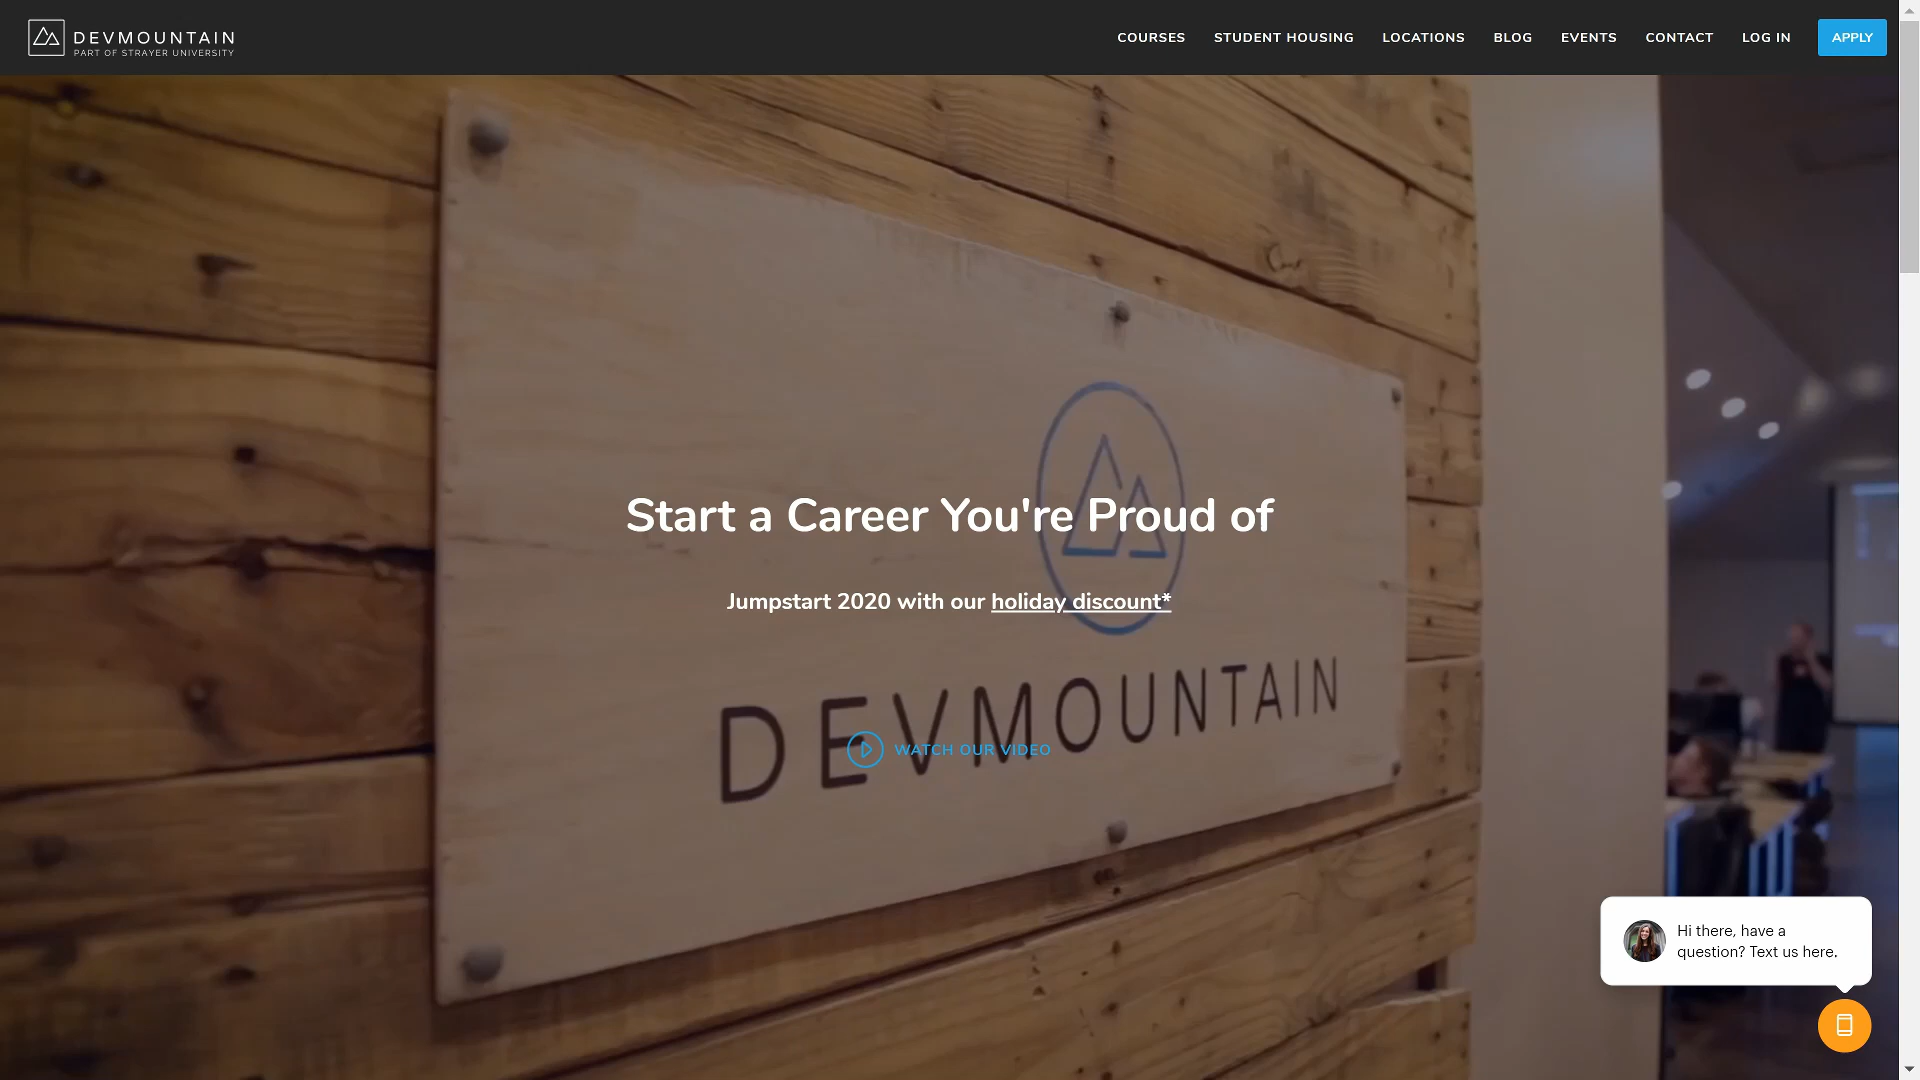 DEVMOUNTAIN
PART OF STRAYER UNIVERSITY
COURSES STUDENT HOUSING LOCATIONS BLOG EVENTS CONTACT LOG IN APPLY
Start a Career You're Proud of
Jumpstart 2020 with our holiday discount*
DEVMOUNTAIN
WATCH OUR VIDEO
Hi there, have a
question? Text us here.